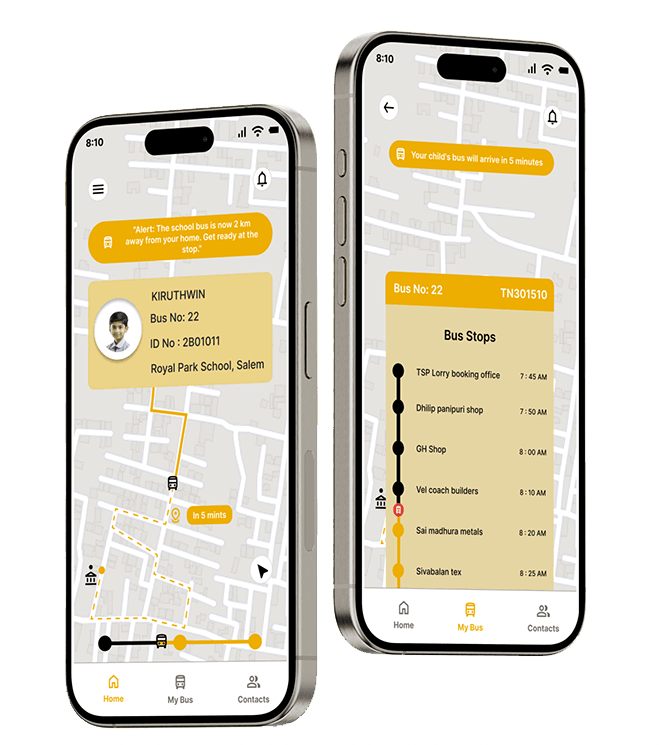 8:10
"Alert: The school bus is now 2 km
away from your home. Get ready at the
stop."
KIRUTHWIN
Bus No: 22
ID No : 2B01011
Royal Park School, Salem
In 5 mints
Home
My Bus
Contacts
8:10
Your child's bus will arrive in 5 minutes
Bus No: 22 TN301510
Bus Stops
TSP Lorry booking office 7 : 45 AM
Dhilip panipuri shop 7 : 50 AM
GH Shop 8 : 00 AM
Vel coach builders 8 : 10 AM
Sai madhura metals 8 : 20 AM
Sivabalan tex 8 : 25 AM
Home
My Bus
Contacts